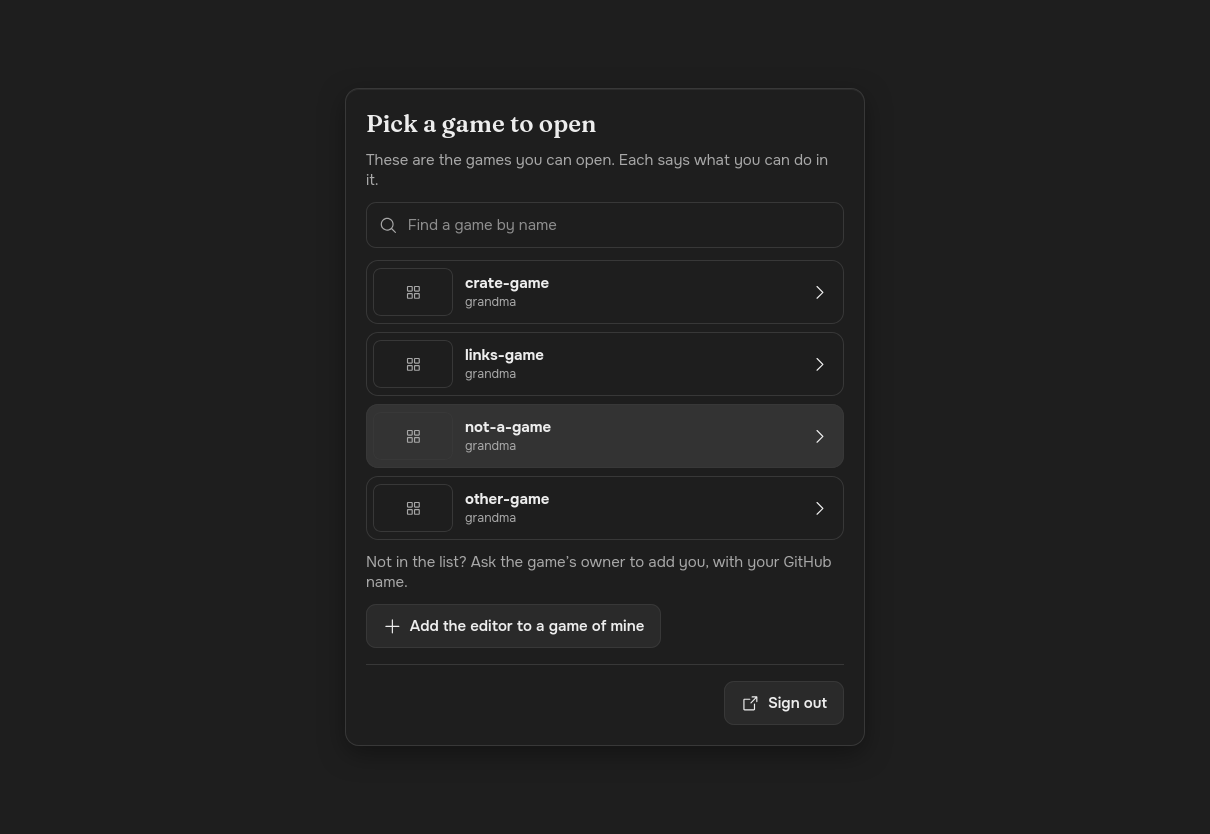 Pick a game to open
These are the games you can open. Each says what you can do in
it.
Find a game by name
crate-game
grandma
links-game
grandma
not-a-game
grandma
other-game
grandma
Not in the list? Ask the game’s owner to add you, with your GitHub
name.
Add the editor to a game of mine
Sign out